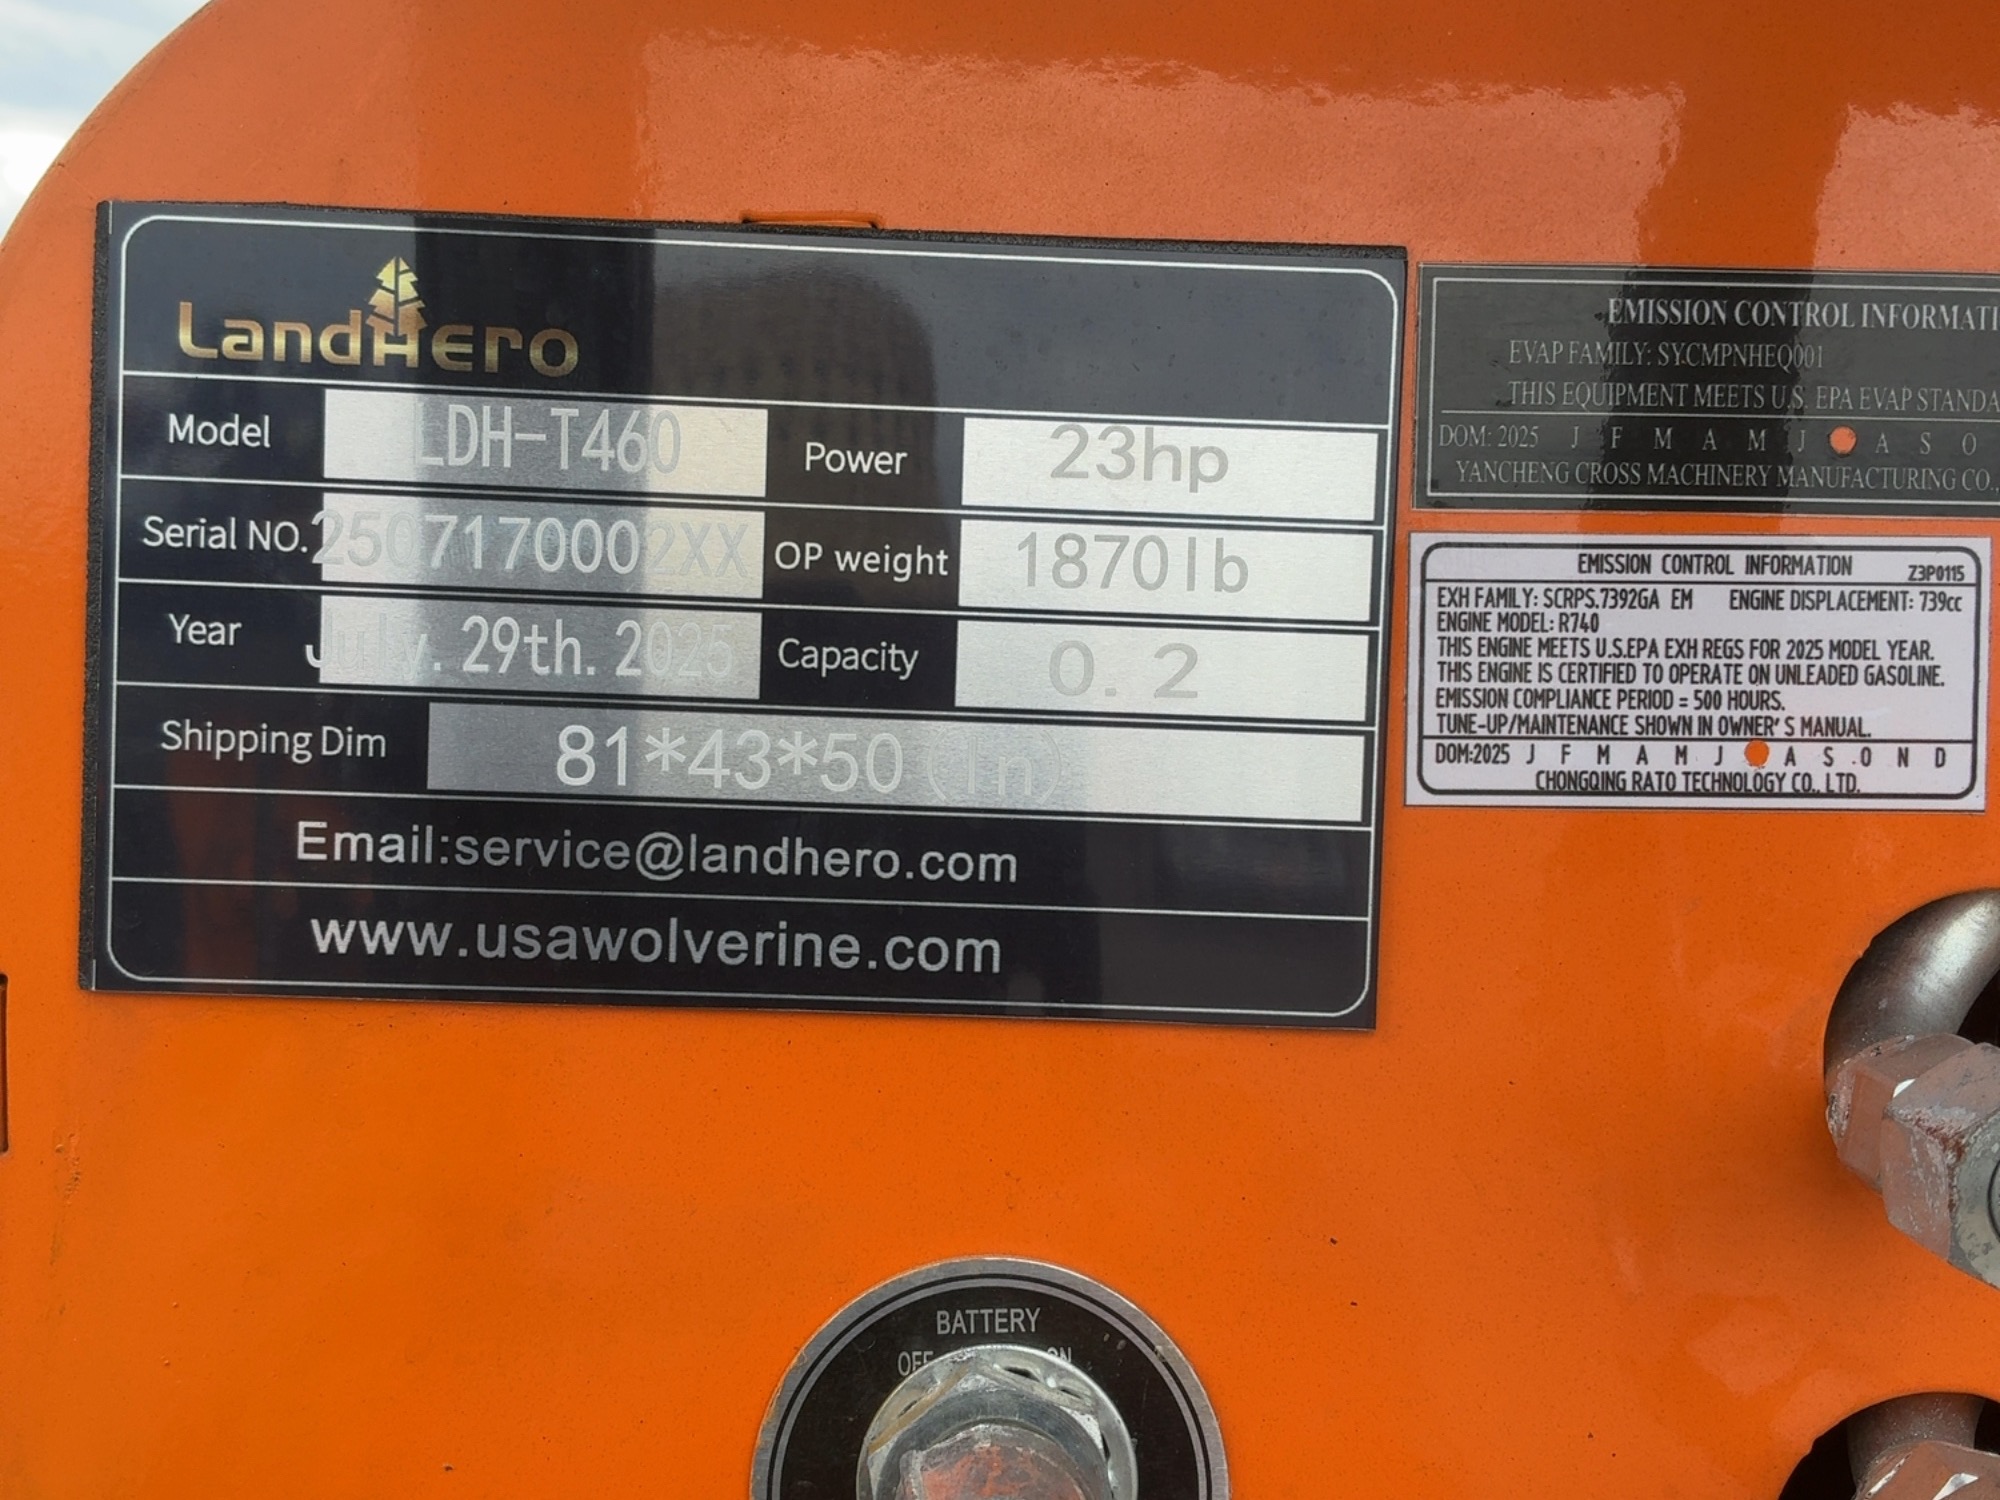 LandHero
Model LDH-T460 Power 23hp
Serial NO. 2507170002XX OP weight 1870lb
Year July. 29th. 2025 Capacity 0. 2
Shipping Dim 81*43*50(In)
Email:service@landhero.com
www.usawolverine.com
EMISSION CONTROL INFORMATI
EVAP FAMILY: SY.CMPNHEQ001
THIS EQUIPMENT MEETS U.S. EPA EVAP STANDA
DOM: 2025 J F M A M J A S O
YANCHENG CROSS MACHINERY MANUFACTURING CO.,
EMISSION CONTROL INFORMATION Z3P0115
EXH FAMILY: SCRPS.7392GA EM ENGINE DISPLACEMENT: 739cc
ENGINE MODEL: R740
THIS ENGINE MEETS U.S.EPA EXH REGS FOR 2025 MODEL YEAR.
THIS ENGINE IS CERTIFIED TO OPERATE ON UNLEADED GASOLINE.
EMISSION COMPLIANCE PERIOD = 500 HOURS.
TUNE-UP/MAINTENANCE SHOWN IN OWNER' S MANUAL.
DOM:2025 J F M A M J A S .O N D
CHONGQING RATO TECHNOLOGY CO., LTD.
BATTERY
OFF ON